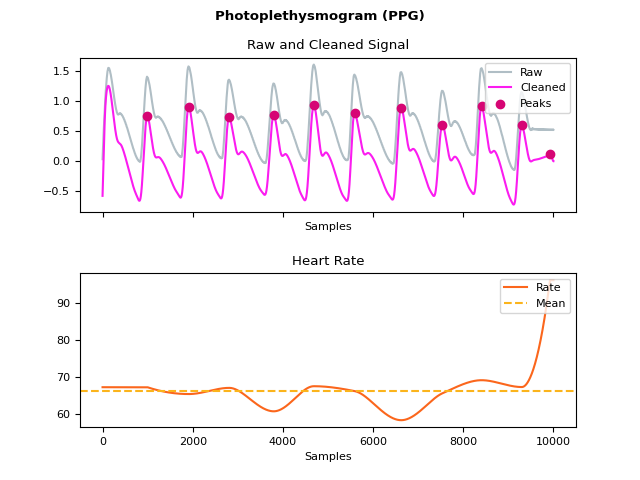 Photoplethysmogram (PPG)
Raw and Cleaned Signal
1.5
1.0
0.5
0.0
−0.5
Raw
Cleaned
Peaks
Samples
Heart Rate
90
80
70
60
Rate
Mean
0 2000 4000 6000 8000 10000
Samples